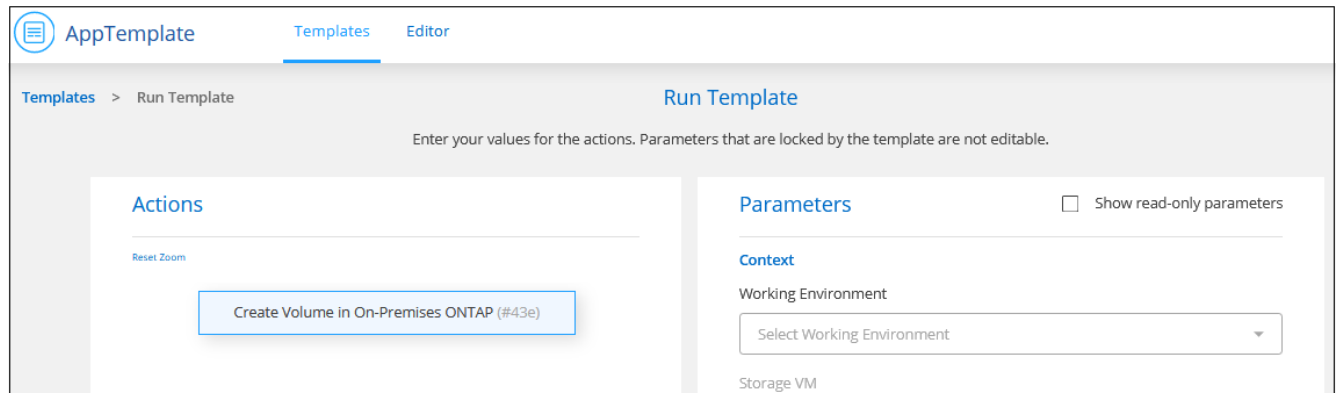 AppTemplate
Templates
Editor
Templates > Run Template
Run Template
Enter your values for the actions. Parameters that are locked by the template are not editable.
Actions
Reset Zoom
Create Volume in On-Premises ONTAP (#43e)
Parameters
Show read-only parameters
Context
Working Environment
Select Working Environment
Storage VM